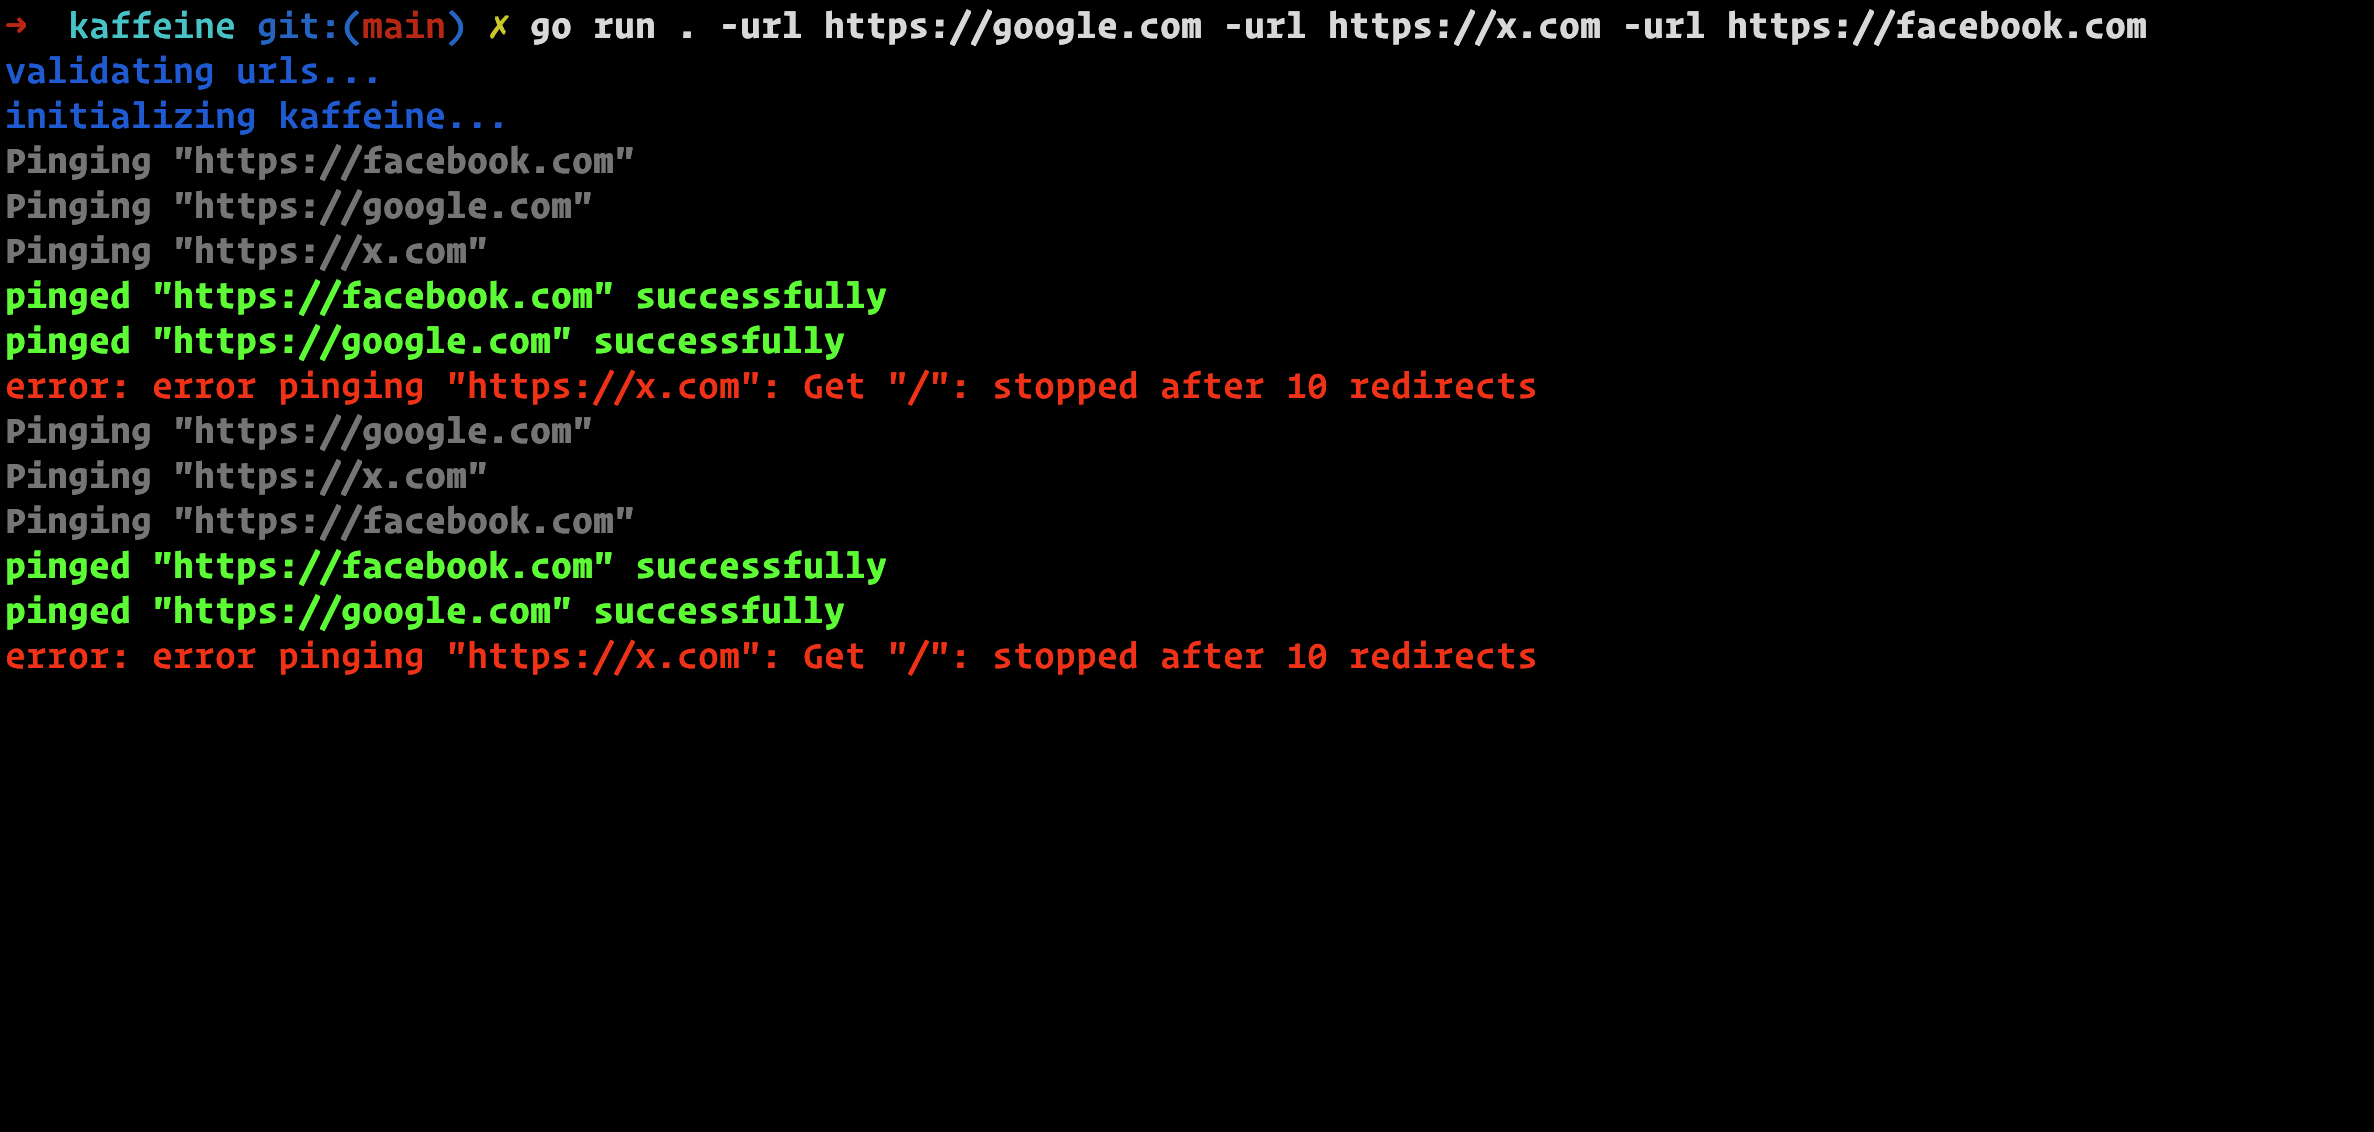 ➜  kaffeine git:(main) ✗ go run . -url https://google.com -url https://x.com -url https://facebook.com
validating urls...
initializing kaffeine...
Pinging "https://facebook.com"
Pinging "https://google.com"
Pinging "https://x.com"
pinged "https://facebook.com" successfully
pinged "https://google.com" successfully
error: error pinging "https://x.com": Get "/": stopped after 10 redirects
Pinging "https://google.com"
Pinging "https://x.com"
Pinging "https://facebook.com"
pinged "https://facebook.com" successfully
pinged "https://google.com" successfully
error: error pinging "https://x.com": Get "/": stopped after 10 redirects